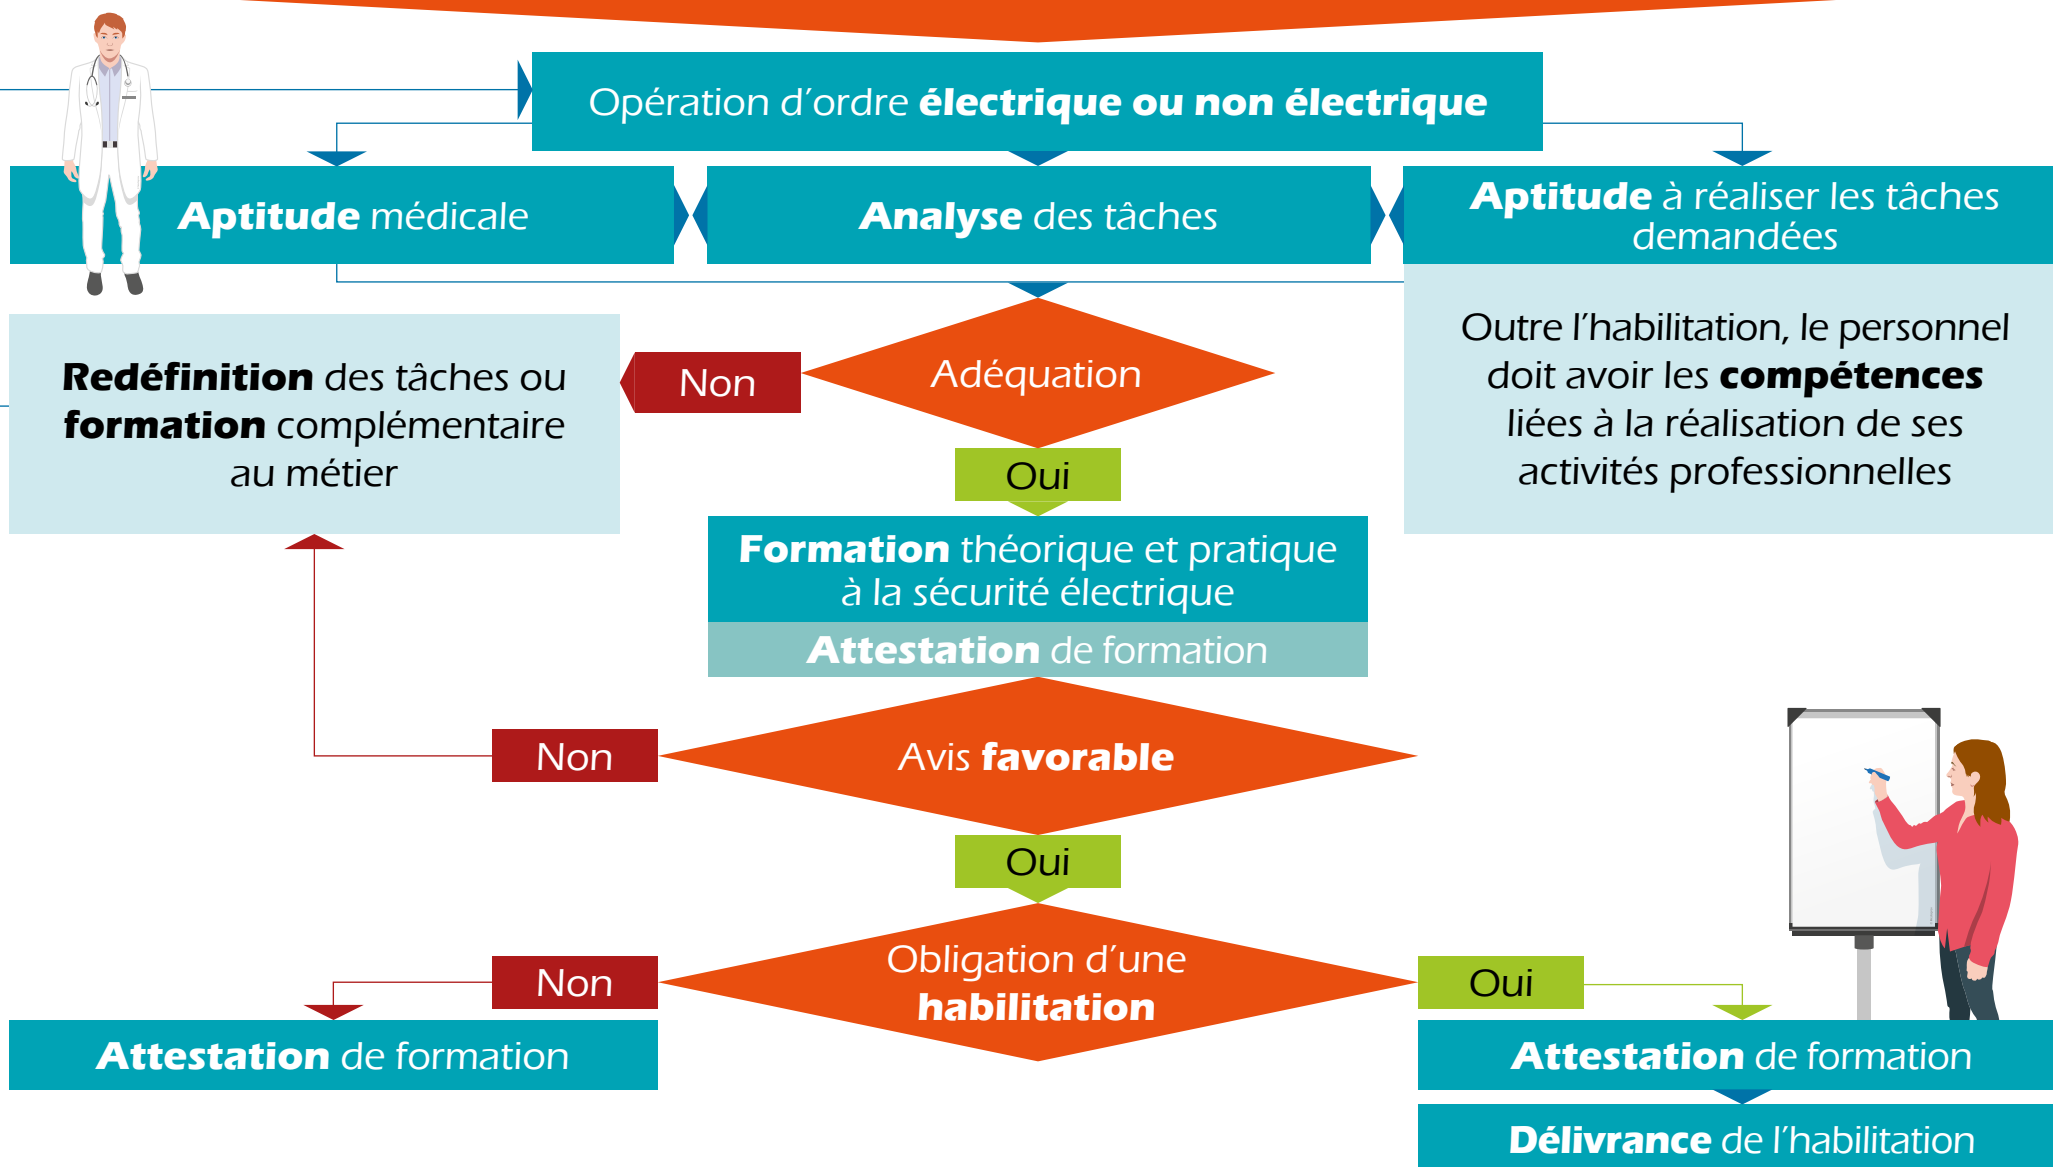 Opération d’ordre électrique ou non électrique
Aptitude médicale
Analyse des tâches
Aptitude à réaliser les tâches
demandées
Outre l’habilitation, le personnel
doit avoir les compétences
liées à la réalisation de ses
activités professionnelles
Redéfinition des tâches ou
formation complémentaire
au métier
Non
Adéquation
Oui
Formation théorique et pratique
à la sécurité électrique
Attestation de formation
Non
Avis favorable
Oui
Non
Obligation d’une
habilitation
Oui
Attestation de formation
Attestation de formation
Délivrance de l’habilitation